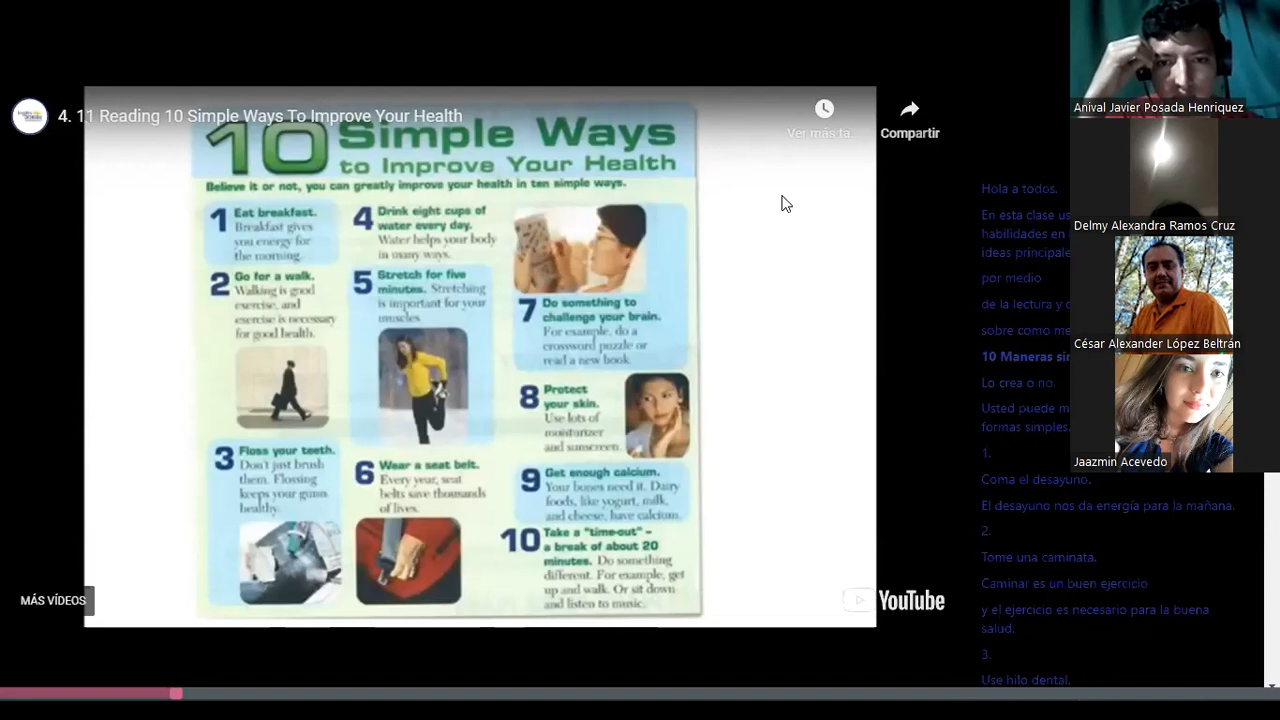 4. 11 Reading 10 Simple Ways To Improve Your Health
Ver más ta...
Compartir
10 Simple Ways
to Improve Your Health
Believe it or not, you can greatly improve your health in ten simple ways.
1 Eat breakfast.
Breakfast gives
you energy for
the morning.
2 Go for a walk.
Walking is good
exercise, and
exercise is necessary
for good health.
3 Floss your teeth.
Don't just brush
them. Flossing
keeps your gums
healthy.
4 Drink eight cups of
water every day.
Water helps your body
in many ways.
5 Stretch for five
minutes. Stretching
is important for your
muscles.
6 Wear a seat belt.
Every year, seat
belts save thousands
of lives.
7 Do something to
challenge your brain.
For example, do a
crossword puzzle or
read a new book.
8 Protect
your skin.
Use lots of
moisturizer
and sunscreen.
9 Get enough calcium.
Your bones need it. Dairy
foods, like yogurt, milk,
and cheese, have calcium.
10 Take a "time-out" –
a break of about 20
minutes. Do something
different. For example, get
up and walk. Or sit down
and listen to music.
MÁS VÍDEOS
YouTube
Hola a todos.
En esta clase us
habilidades en
ideas principale
por medio
de la lectura y
sobre como me
10 Maneras sim
Lo crea o no.
Usted puede m
formas simples.
1.
Coma el desayuno.
El desayuno nos da energía para la mañana.
2.
Tome una caminata.
Caminar es un buen ejercicio
y el ejercicio es necesario para la buena
salud.
3.
Use hilo dental.
Anival Javier Posada Henriquez
Delmy Alexandra Ramos Cruz
César Alexander López Beltrán
Jaazmin Acevedo